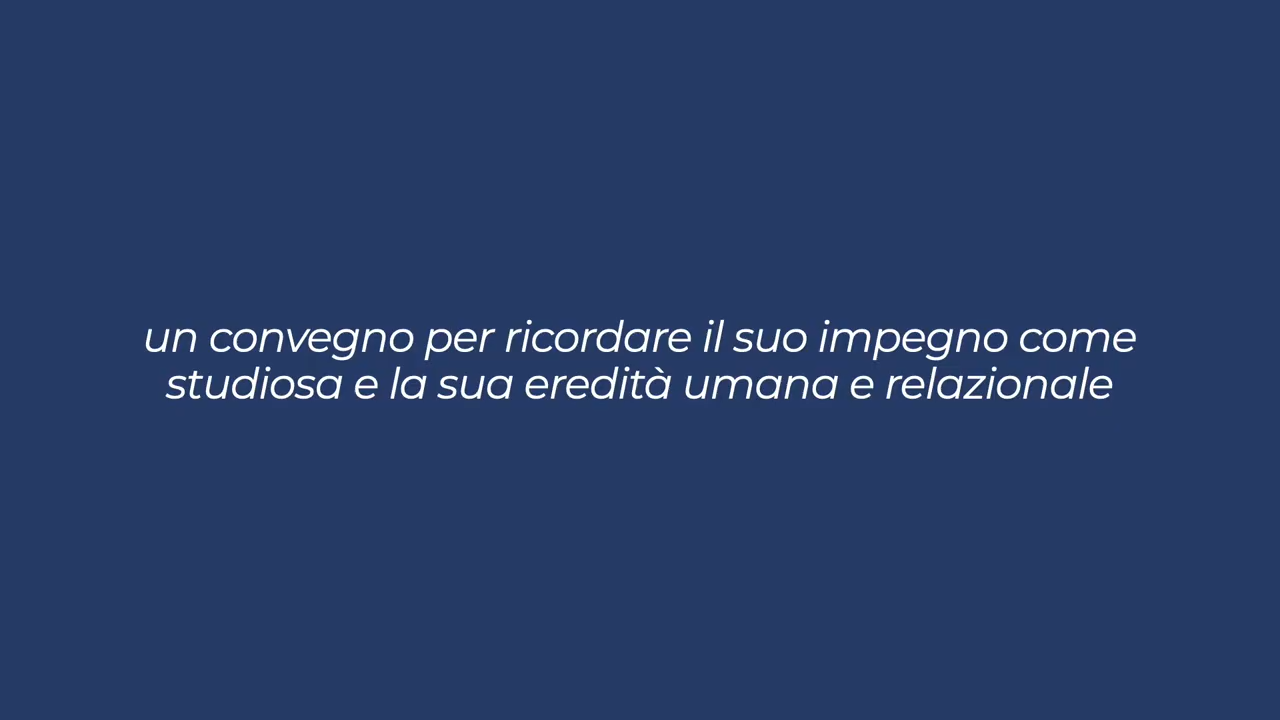 un convegno per ricordare il suo impegno come
studiosa e la sua eredità umana e relazionale